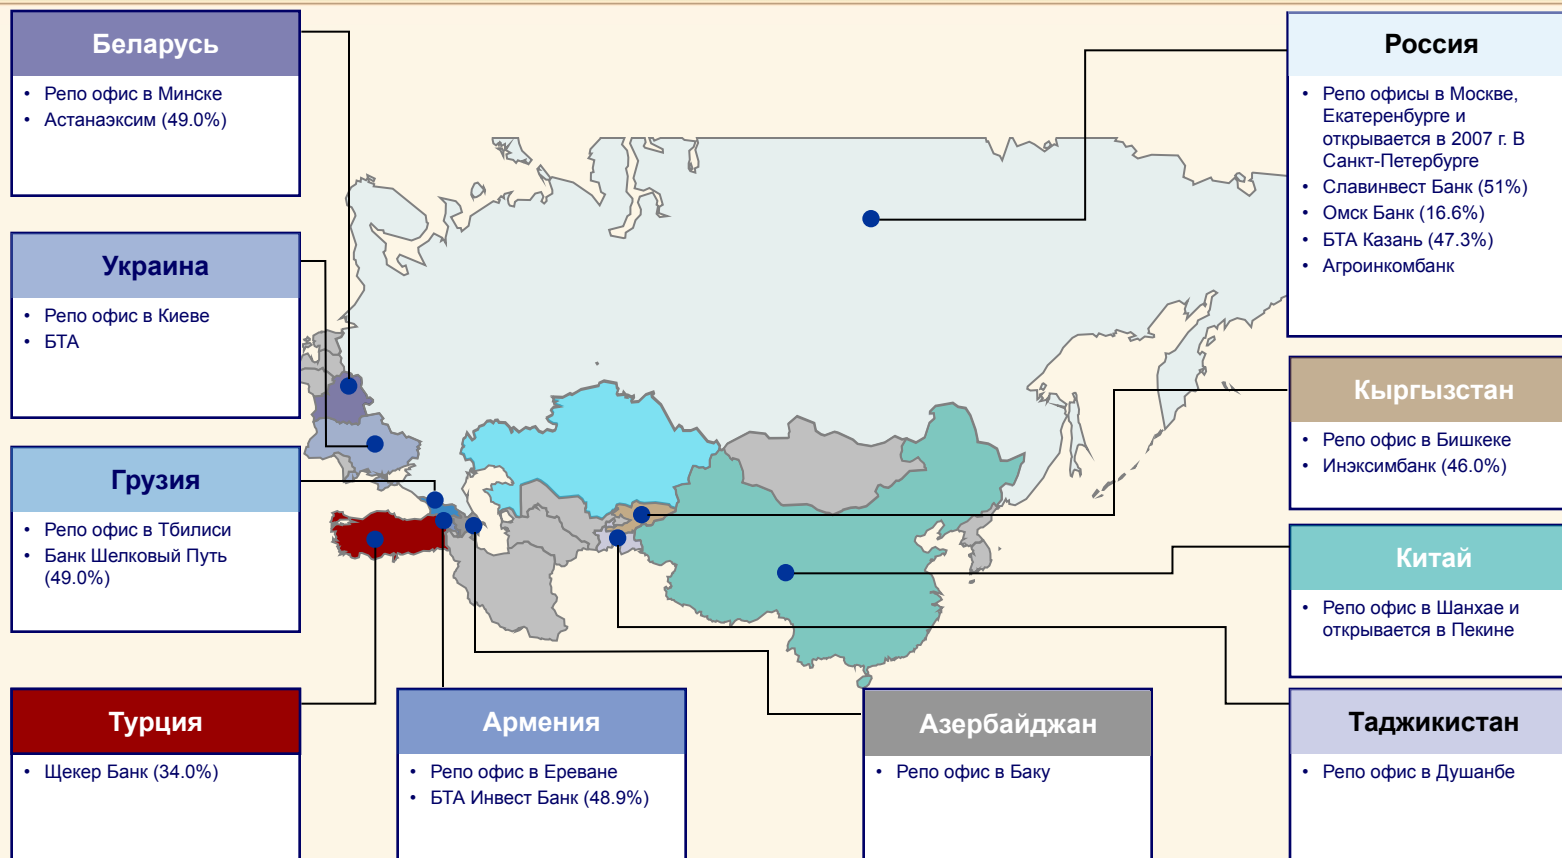 Беларусь
• Репо офис в Минске
• Астанаэксим (49.0%)
Украина
• Репо офис в Киеве
• БТА
Грузия
• Репо офис в Тбилиси
• Банк Шелковый Путь
(49.0%)
Турция
• Щекер Банк (34.0%)
Армения
• Репо офис в Ереване
• БТА Инвест Банк (48.9%)
Азербайджан
• Репо офис в Баку
Россия
• Репо офисы в Москве,
Екатеренбурге и
открывается в 2007 г. В
Санкт-Петербурге
• Славинвест Банк (51%)
• Омск Банк (16.6%)
• БТА Казань (47.3%)
• Агроинкомбанк
Кыргызстан
• Репо офис в Бишкеке
• Инэксимбанк (46.0%)
Китай
• Репо офис в Шанхае и
открывается в Пекине
Таджикистан
• Репо офис в Душанбе